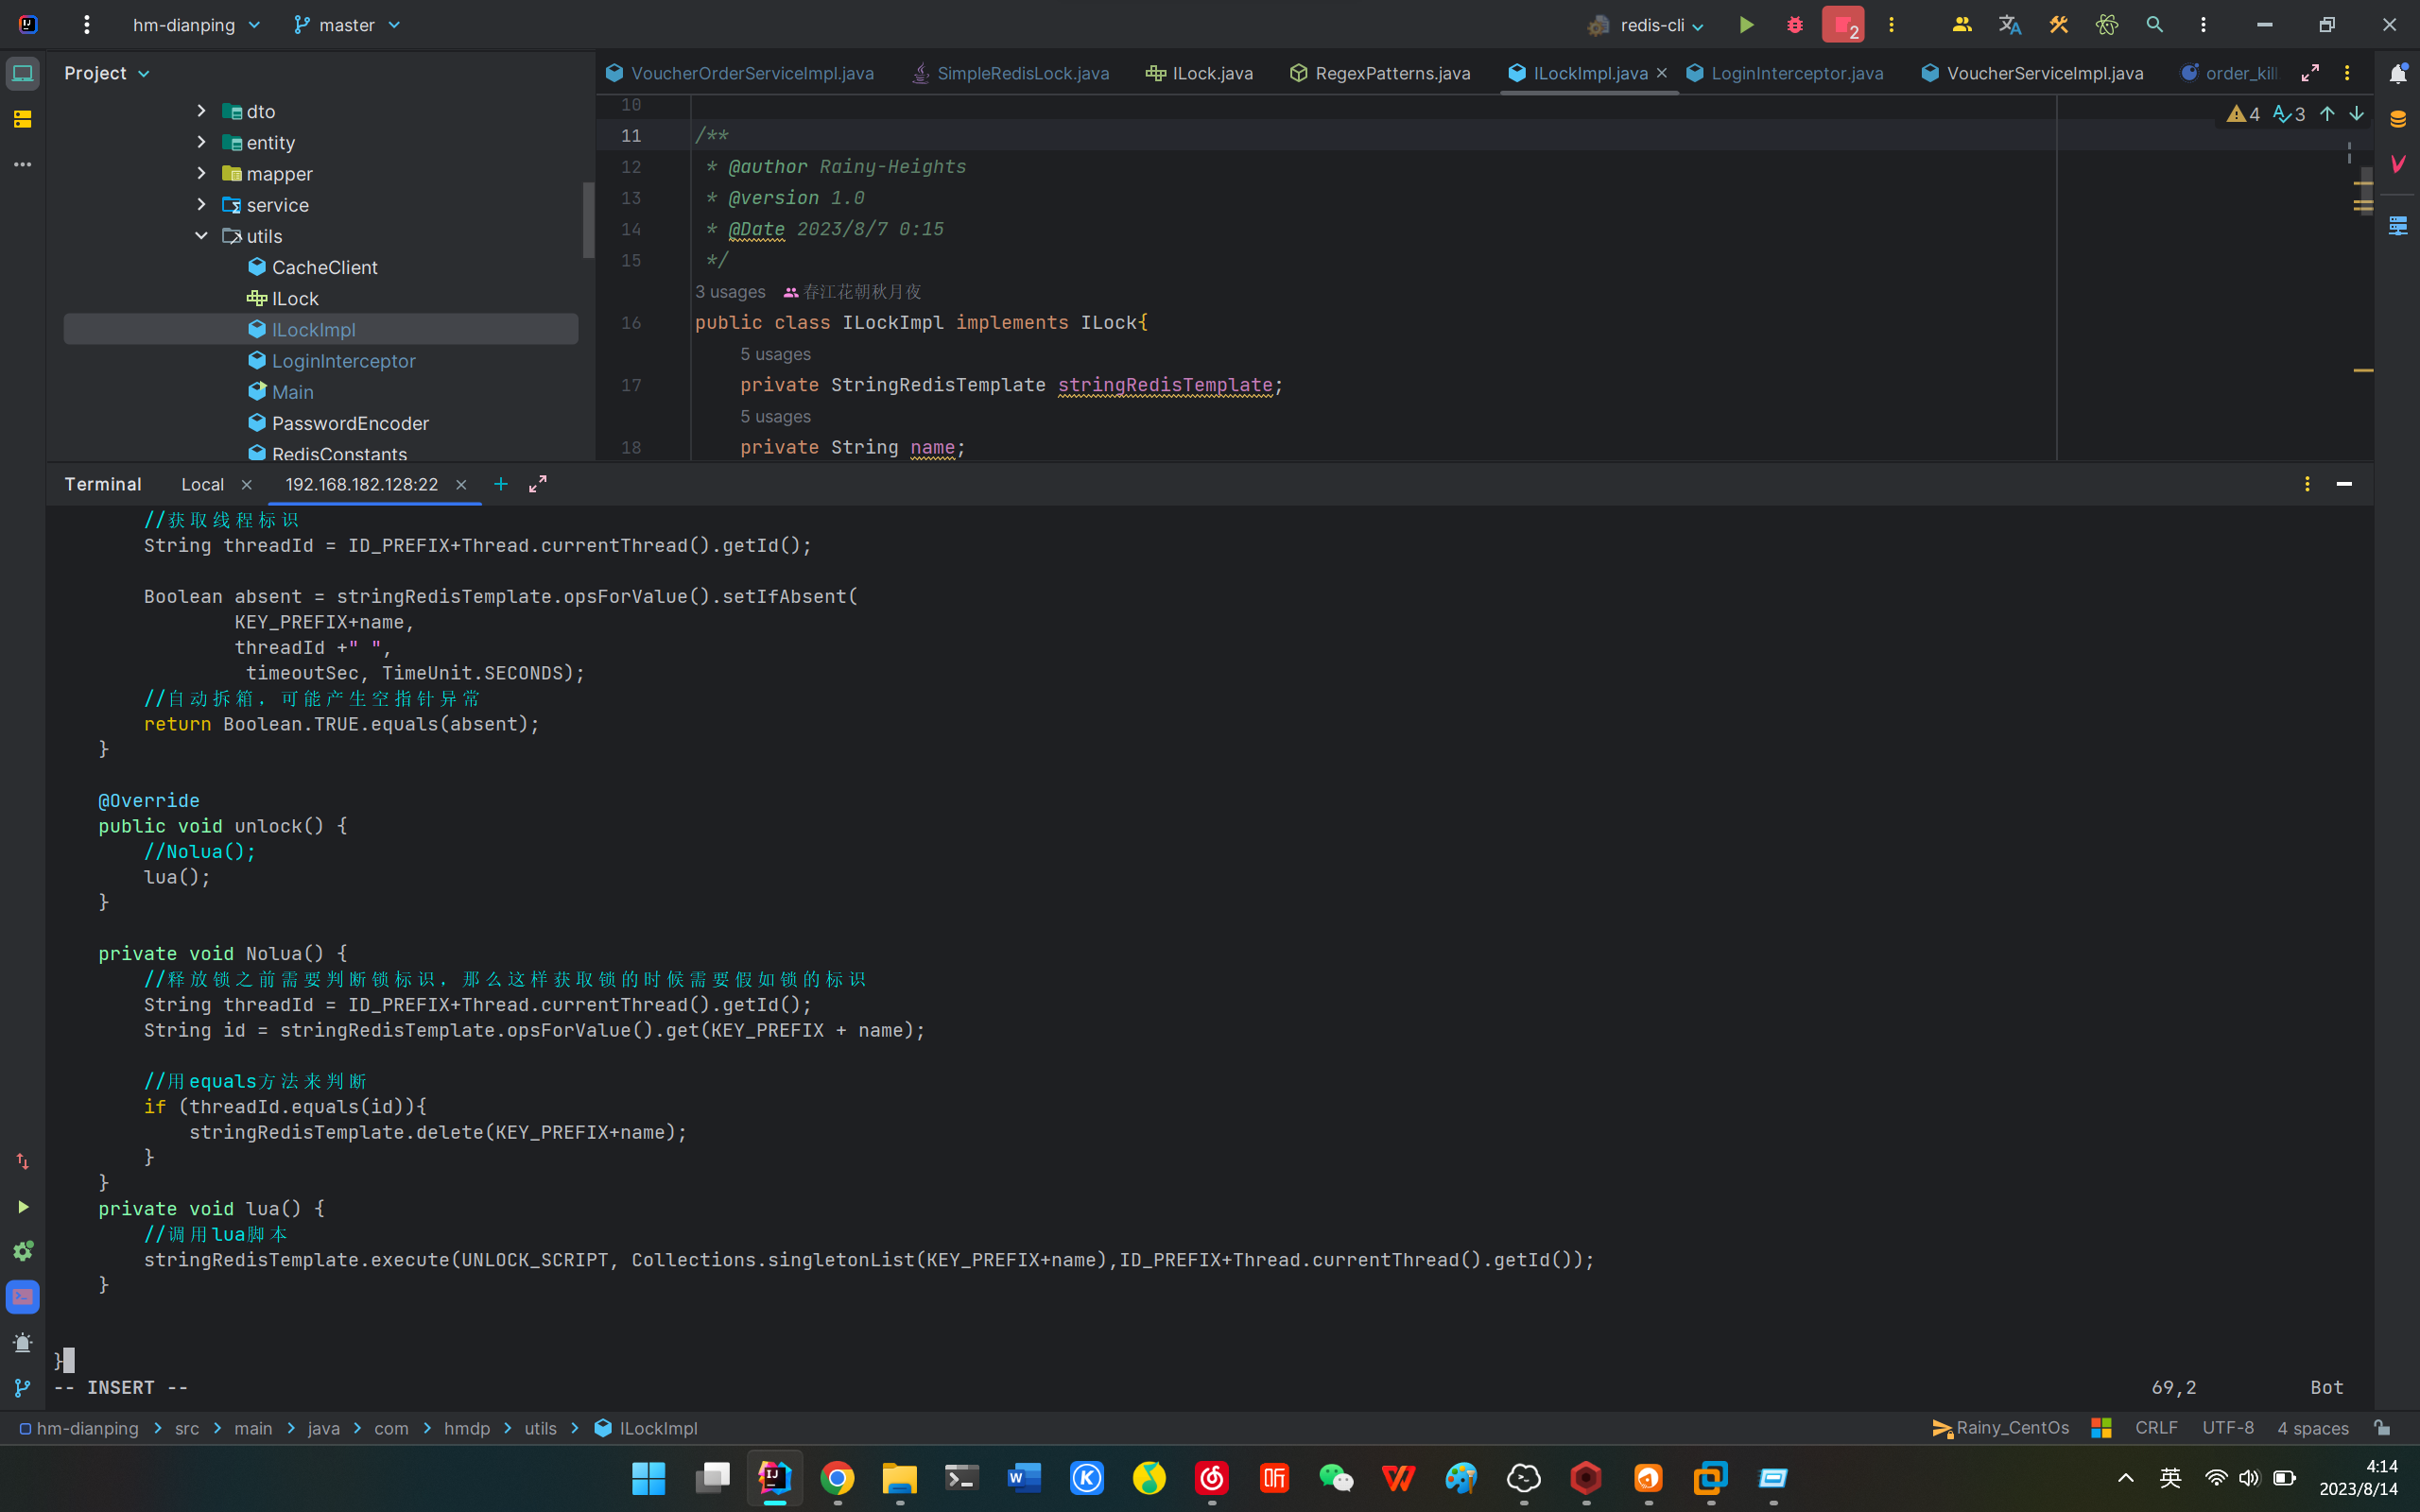 hm-dianping
master
redis-cli
2
Project
dto
entity
mapper
service
utils
CacheClient
ILock
ILockImpl
LoginInterceptor
Main
PasswordEncoder
RedisConstants
VoucherOrderServiceImpl.java
SimpleRedisLock.java
ILock.java
RegexPatterns.java
ILockImpl.java
LoginInterceptor.java
VoucherServiceImpl.java
order_kil
4
3
10
11 /**
12 * @author Rainy-Heights
13 * @version 1.0
14 * @Date 2023/8/7 0:15
15 */
3 usages 春江花朝秋月夜
16 public class ILockImpl implements ILock{
5 usages
17 private StringRedisTemplate stringRedisTemplate;
5 usages
18 private String name;
Terminal
Local
192.168.182.128:22
//获取线程标识
String threadId = ID_PREFIX+Thread.currentThread().getId();
Boolean absent = stringRedisTemplate.opsForValue().setIfAbsent(
KEY_PREFIX+name,
threadId +" ",
timeoutSec, TimeUnit.SECONDS);
//自动拆箱，可能产生空指针异常
return Boolean.TRUE.equals(absent);
}
@Override
public void unlock() {
//Nolua();
lua();
}
private void Nolua() {
//释放锁之前需要判断锁标识，那么这样获取锁的时候需要假如锁的标识
String threadId = ID_PREFIX+Thread.currentThread().getId();
String id = stringRedisTemplate.opsForValue().get(KEY_PREFIX + name);
//用equals方法来判断
if (threadId.equals(id)){
stringRedisTemplate.delete(KEY_PREFIX+name);
}
}
private void lua() {
//调用lua脚本
stringRedisTemplate.execute(UNLOCK_SCRIPT, Collections.singletonList(KEY_PREFIX+name),ID_PREFIX+Thread.currentThread().getId());
}
}
-- INSERT --
69,2
Bot
hm-dianping
src
main
java
com
hmdp
utils
ILockImpl
Rainy_CentOs
CRLF
UTF-8
4 spaces
英
4:14
2023/8/14